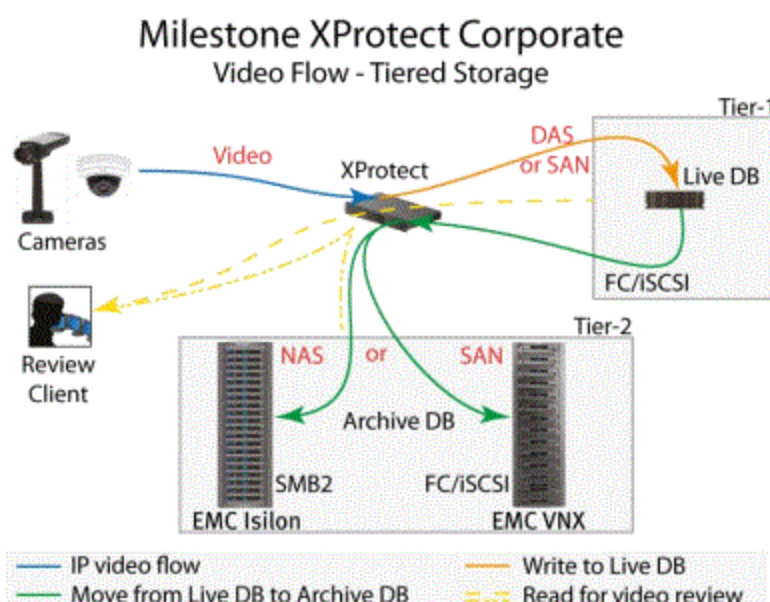 Milestone XProtect Corporate
Video Flow - Tiered Storage
Tier-1
Video
XProtect
DAS
or SAN
Live DB
Cameras
FC/iSCSI
Review
Client
Tier-2
NAS or SAN
Archive DB
SMB2
FC/iSCSI
EMC Isilon
EMC VNX
IP video flow
Write to Live DB
Move from Live DB to Archive DB
Read for video review